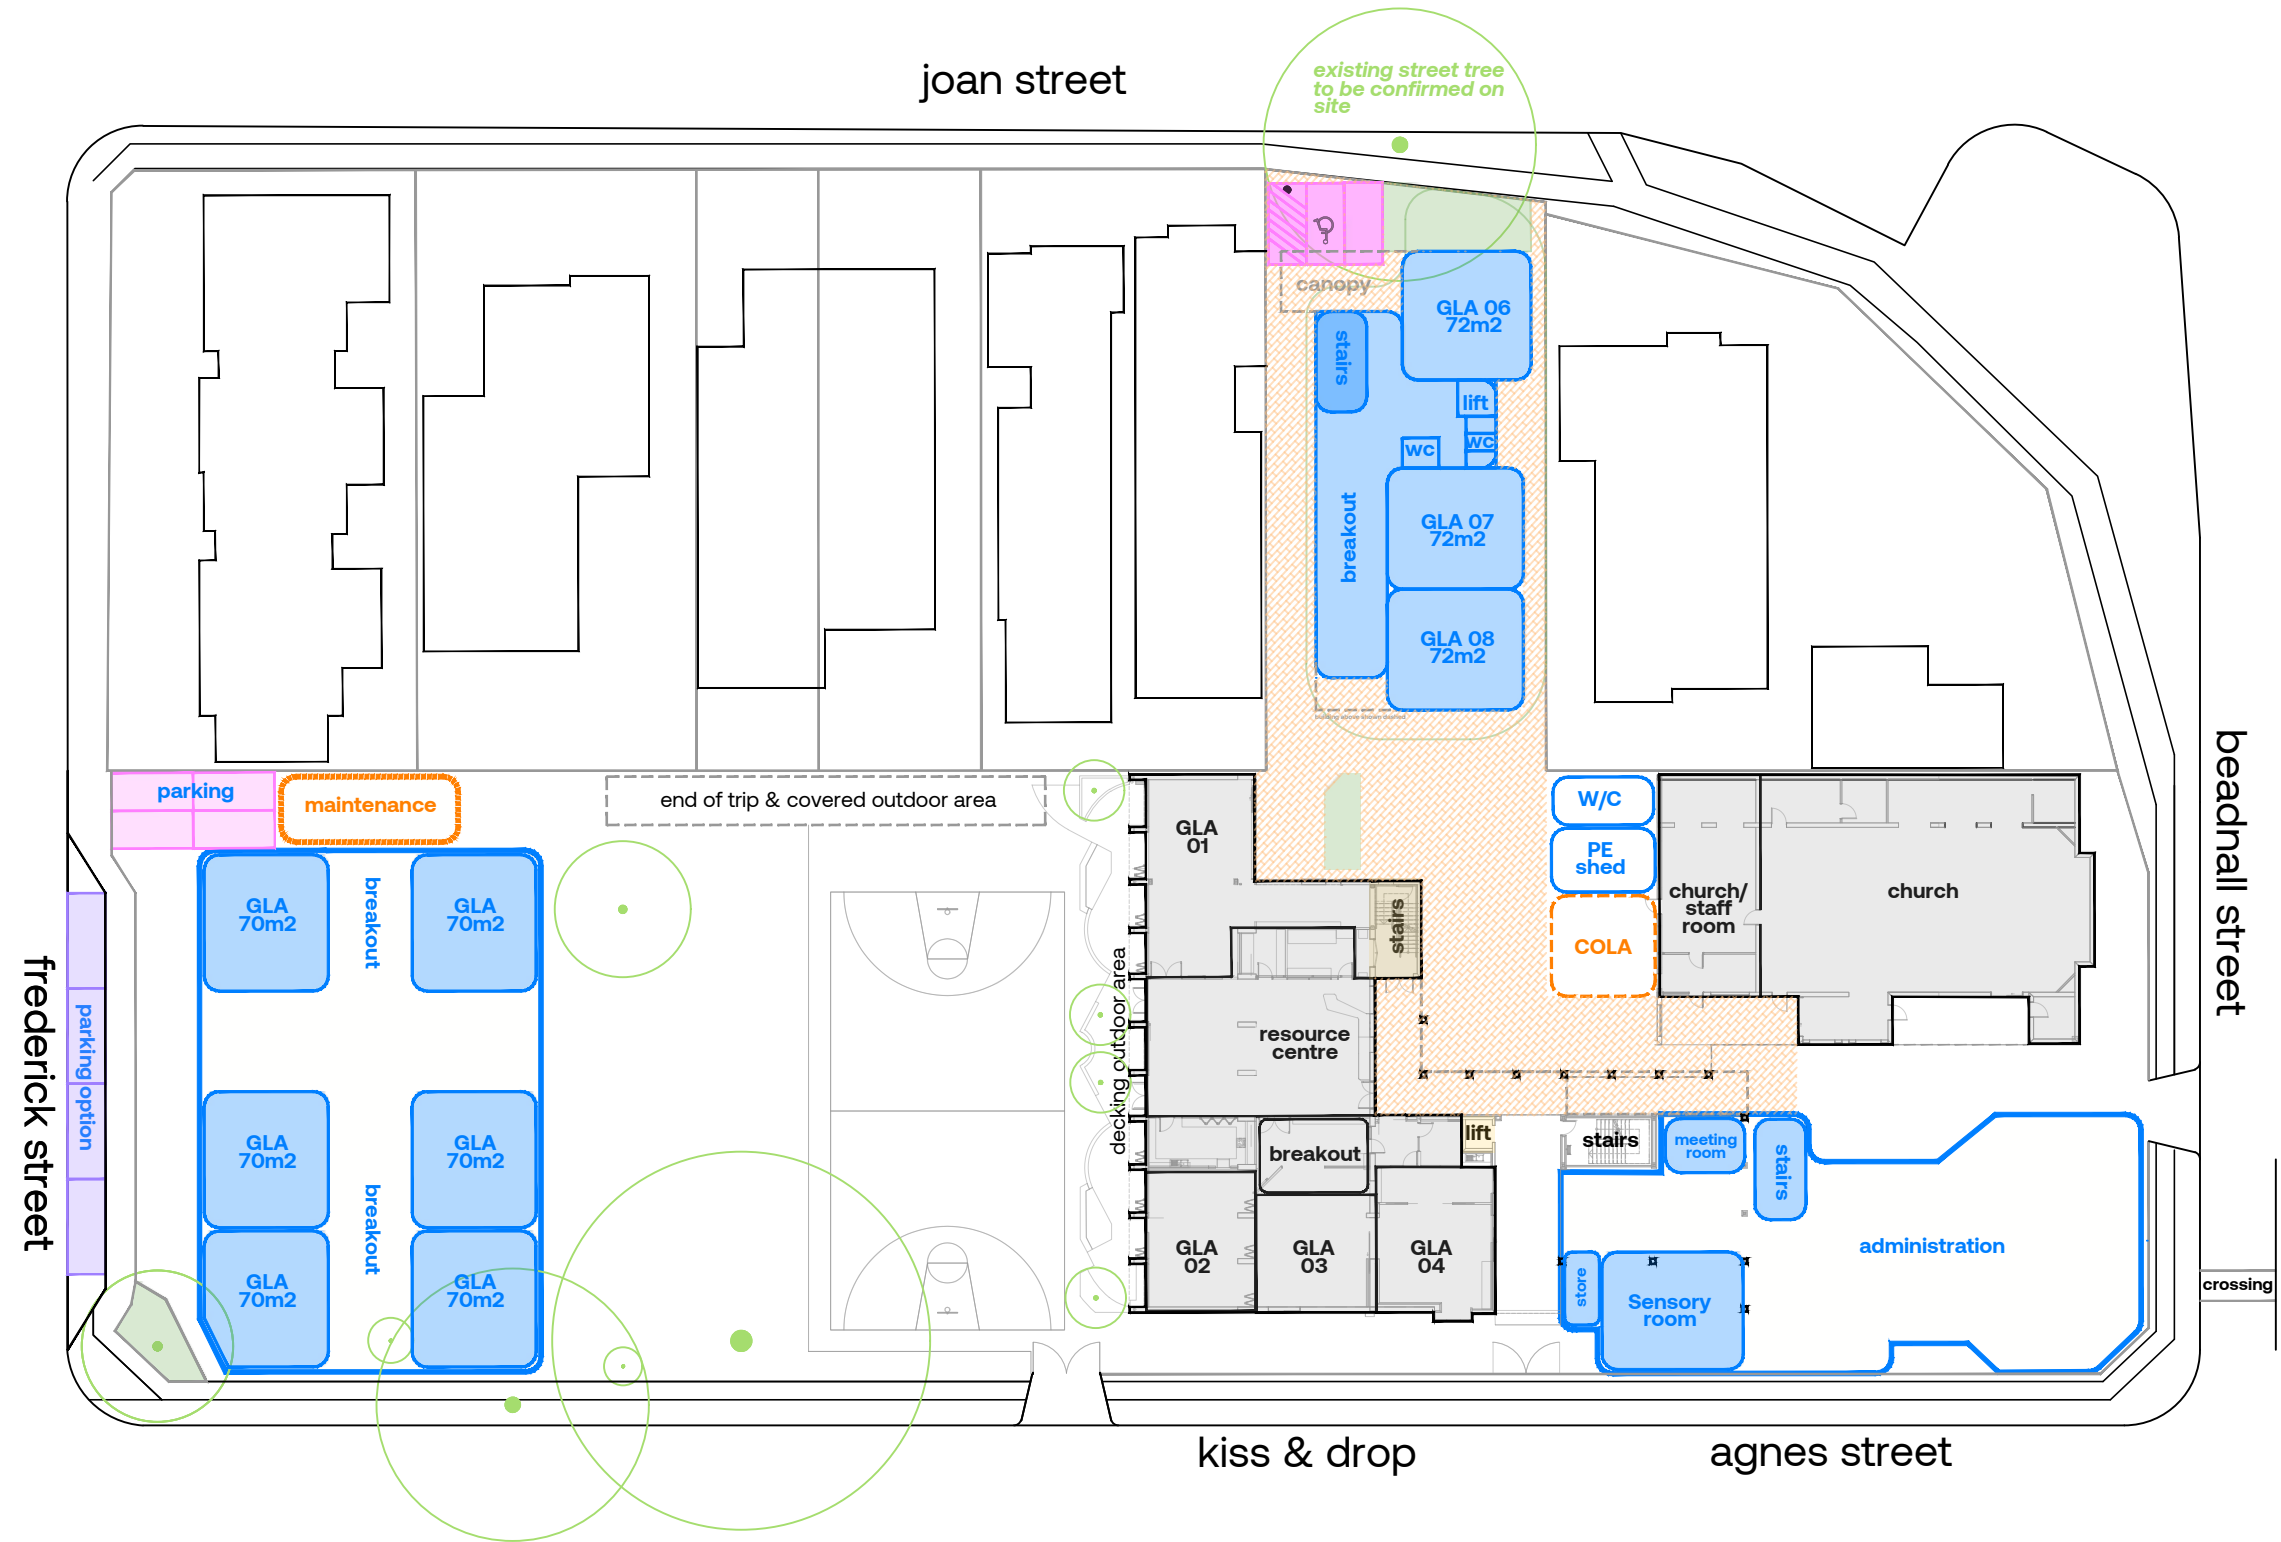 joan street
existing street tree
to be confirmed on
site
canopy
GLA 06
72m2
stairs
lift
wc
wc
GLA 07
72m2
breakout
GLA 08
72m2
building above shown dashed
parking
maintenance
end of trip & covered outdoor area
GLA
01
W/C
PE
shed
church/
staff
room
church
COLA
stairs
GLA
70m2
breakout
GLA
70m2
decking outdoor area
resource
centre
beadnall street
frederick street
parking option
GLA
70m2
GLA
70m2
breakout
GLA
70m2
GLA
70m2
breakout
lift
stairs
meeting
room
stairs
GLA
02
GLA
03
GLA
04
administration
store
Sensory
room
crossing
kiss & drop
agnes street